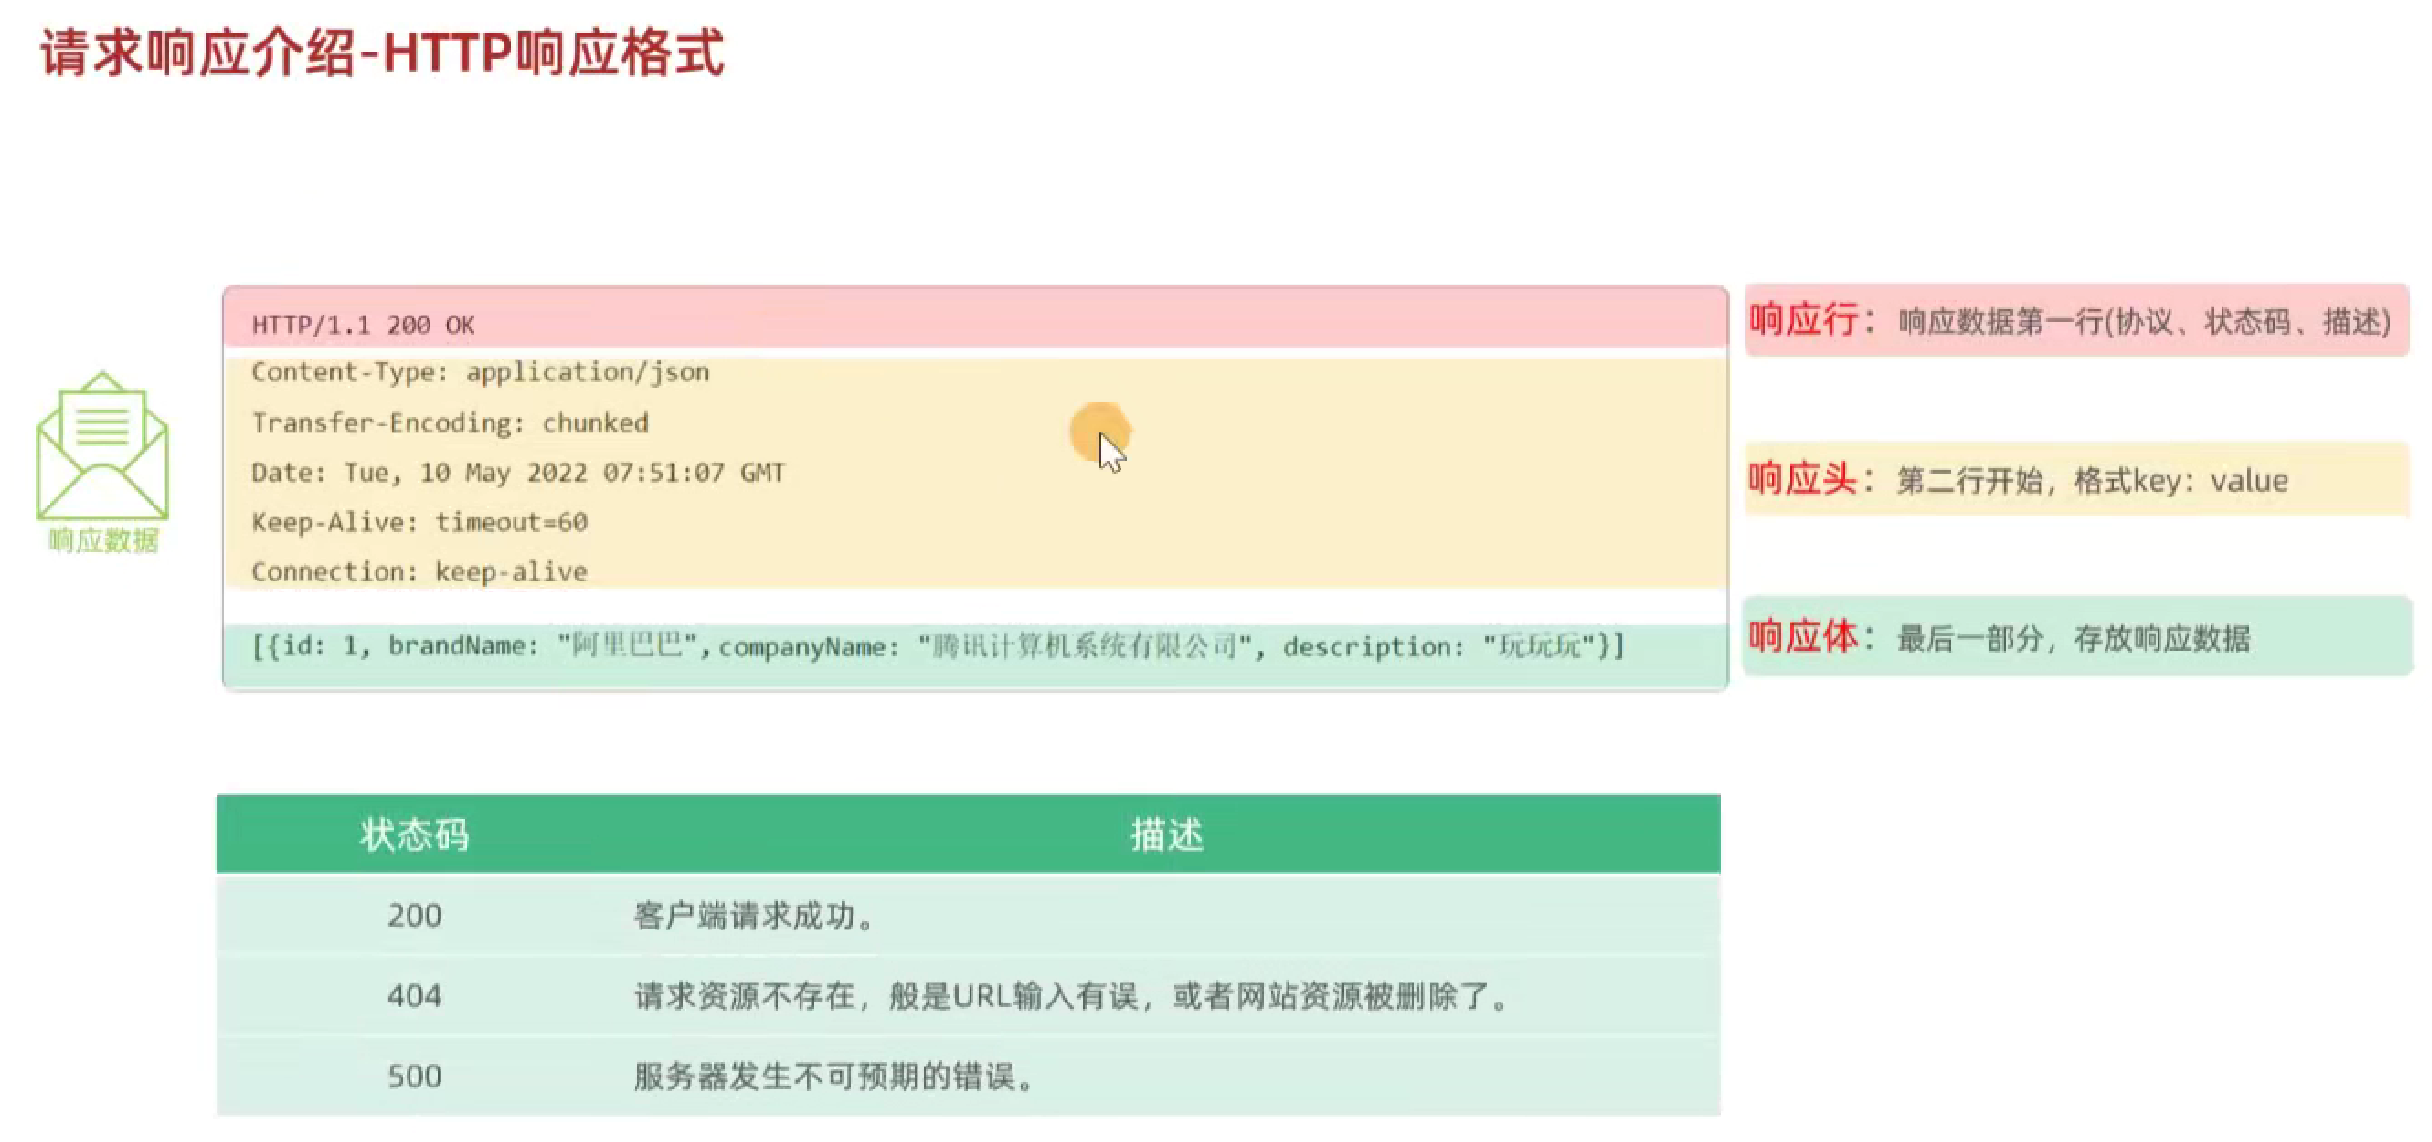 请求响应介绍-HTTP响应格式
HTTP/1.1 200 OK
响应行：响应数据第一行(协议、状态码、描述)
Content-Type: application/json
Transfer-Encoding: chunked
Date: Tue, 10 May 2022 07:51:07 GMT
Keep-Alive: timeout=60
Connection: keep-alive
响应头：第二行开始，格式key：value
响应数据
[{id: 1, brandName: "阿里巴巴",companyName: "腾讯计算机系统有限公司", description: "玩玩玩"}]
响应体：最后一部分，存放响应数据
状态码 描述
200 客户端请求成功。
404 请求资源不存在，般是URL输入有误，或者网站资源被删除了。
500 服务器发生不可预期的错误。